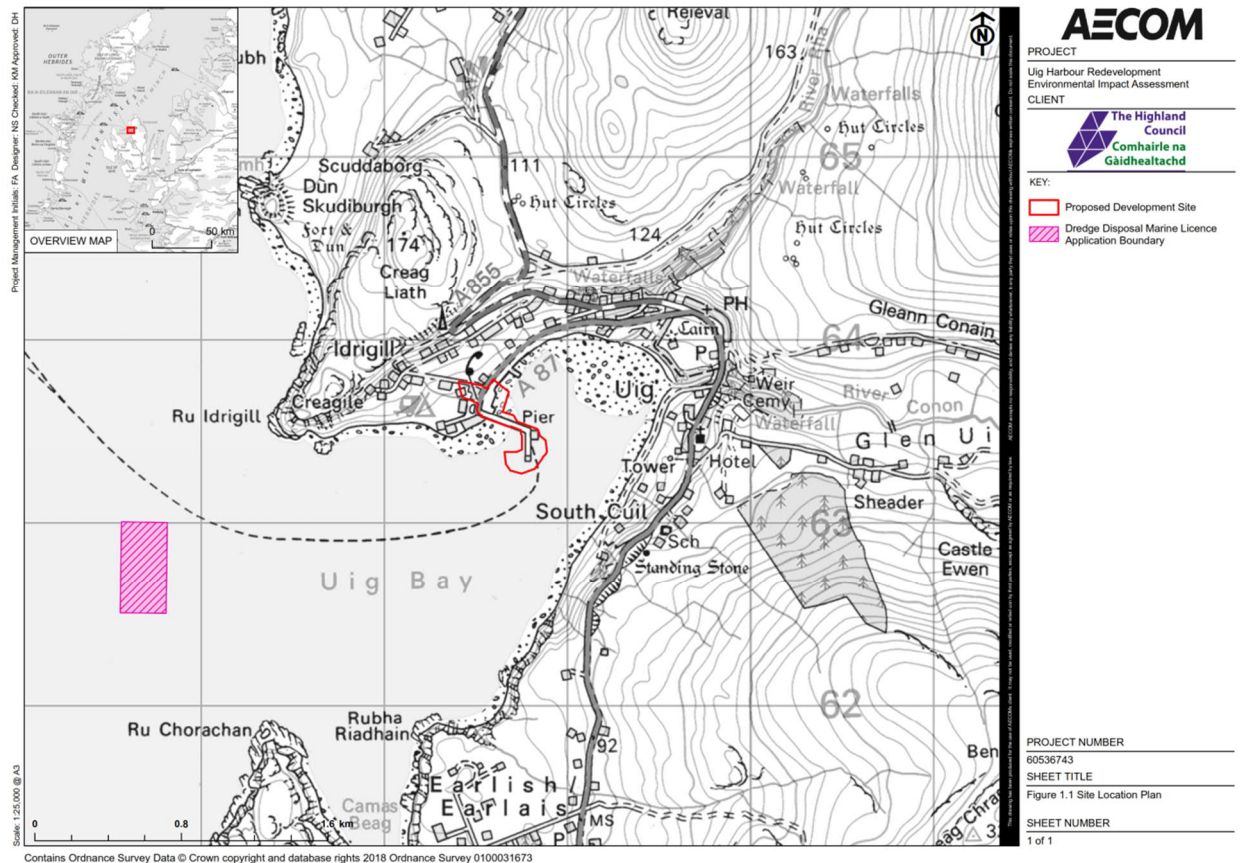 AECOM
PROJECT
Uig Harbour Redevelopment
Environmental Impact Assessment
CLIENT
The Highland
Council
Comhairle na
Gàidhealtachd
KEY:
Proposed Development Site
Dredge Disposal Marine Licence
Application Boundary
PROJECT NUMBER
60536743
SHEET TITLE
Figure 1.1 Site Location Plan
SHEET NUMBER
1 of 1
Project Management Initials: FA Designer: NS Checked: KM Approved: DH
Scale: 1:25,000 @ A3
OUTER
HEBRIDES
OVERVIEW MAP
0 50 km
N
Reieval
163
River Rha
Waterfalls
Hut Circles
65
Scuddaborg
111
Waterfall
Dùn
Skudiburgh
Hut Circles
Fort &
Dun
174
124
Hut Circles
Creag
Liath
A855
Waterfalls
PH
Gleann Conain
Cairn
64
Idrigill
P
A 87
Uig
Weir
Cemy
River
Conon
Creagile
Ru Idrigill
Pier
Waterfall
Glen Ui
Tower
Hotel
Sheader
South Cuil
63
Sch
Castle
Ewen
Standing Stone
Uig Bay
62
Ru Chorachan
Rubha
Riadhain
92
Ben
Earlish/
Earlais
Camas
Beag
MS
P
0 0.8 1.6 km
Contains Ordnance Survey Data © Crown copyright and database rights 2018 Ordnance Survey 0100031673